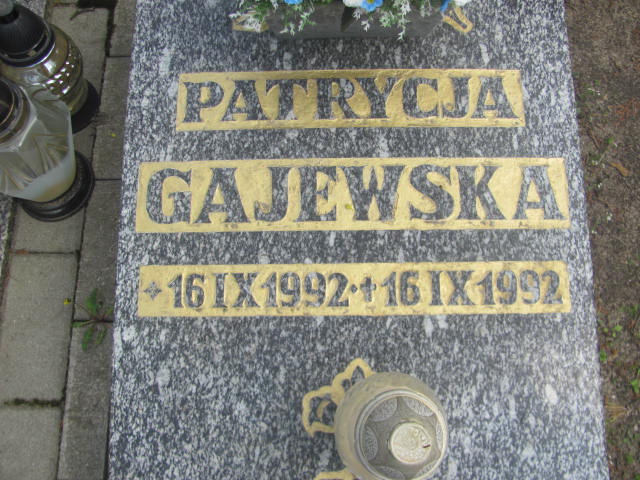 PATRYCJA
GAJEWSKA
* 16 IX 1992 · + 16 IX 1992